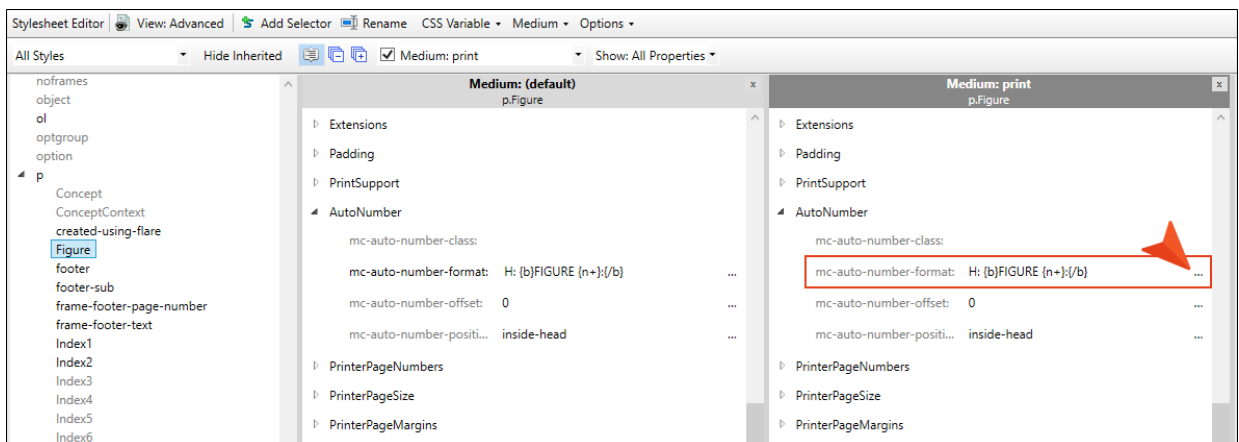 Stylesheet Editor View: Advanced Add Selector Rename CSS Variable Medium Options
All Styles Hide Inherited Medium: print Show: All Properties
noframes
object
ol
optgroup
option
p
Concept
ConceptContext
created-using-flare
Figure
footer
footer-sub
frame-footer-page-number
frame-footer-text
Index1
Index2
Index3
Index4
Index5
Index6
Medium: (default) x
p.Figure
Extensions
Padding
PrintSupport
AutoNumber
mc-auto-number-class:
mc-auto-number-format: H: {b}FIGURE {n+}:{/b} ...
mc-auto-number-offset: 0 ...
mc-auto-number-positi... inside-head ...
PrinterPageNumbers
PrinterPageSize
PrinterPageMargins
Medium: print x
p.Figure
Extensions
Padding
PrintSupport
AutoNumber
mc-auto-number-class:
mc-auto-number-format: H: {b}FIGURE {n+}:{/b} ...
mc-auto-number-offset: 0 ...
mc-auto-number-positi... inside-head ...
PrinterPageNumbers
PrinterPageSize
PrinterPageMargins